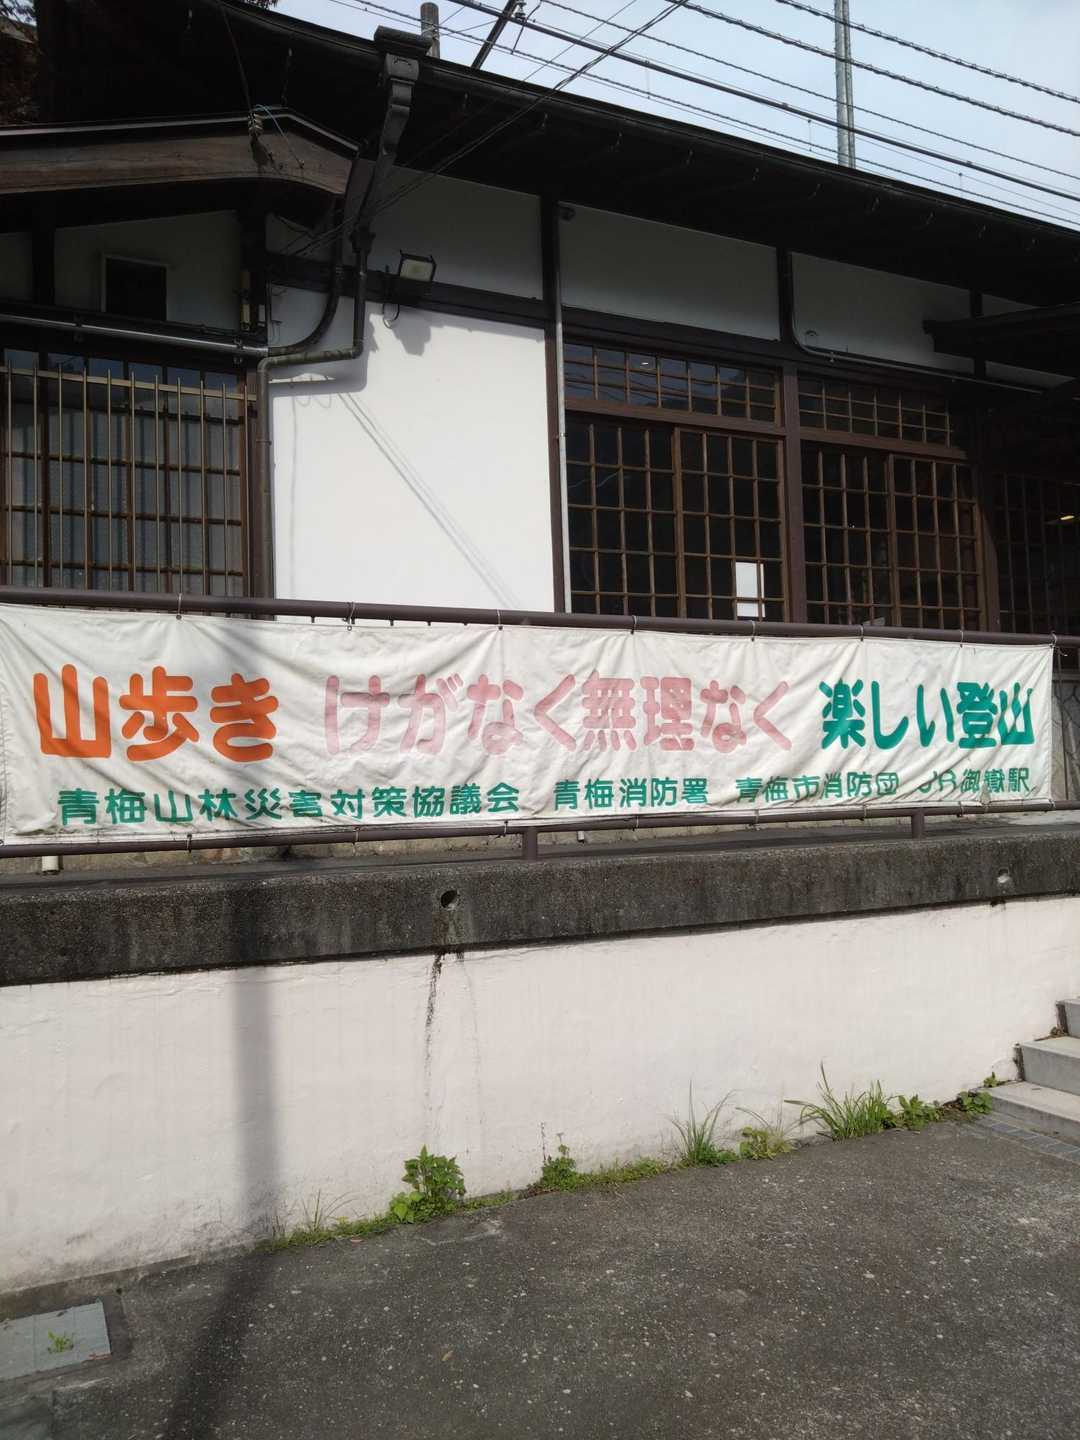 山歩き けがなく無理なく 楽しい登山
青梅山林災害対策協議会 青梅消防署 青梅市消防団 JR御嶽駅